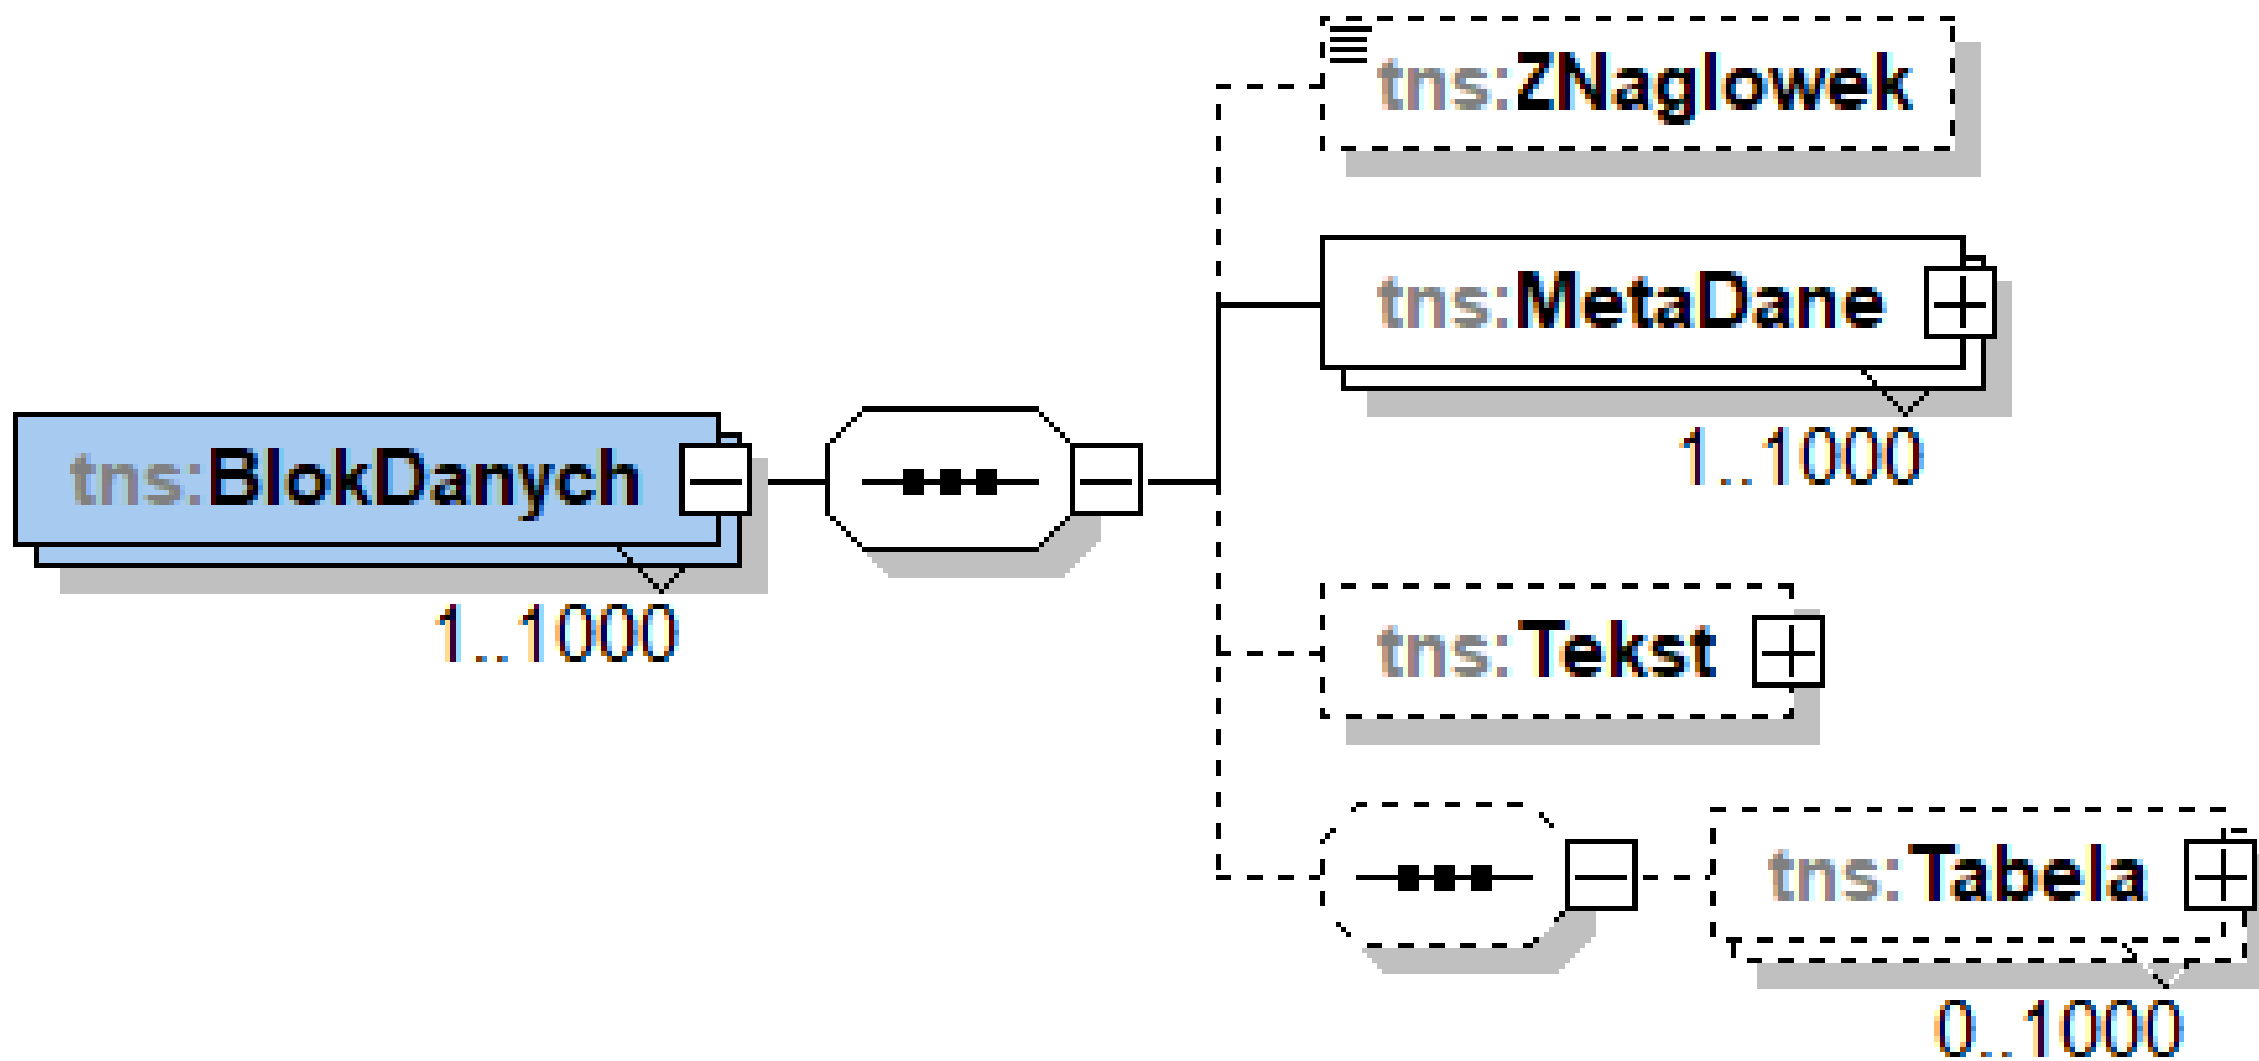 tns:ZNaglowek
tns:MetaDane
1..1000
tns:BlokDanych
1..1000
tns:Tekst
tns:Tabela
0..1000